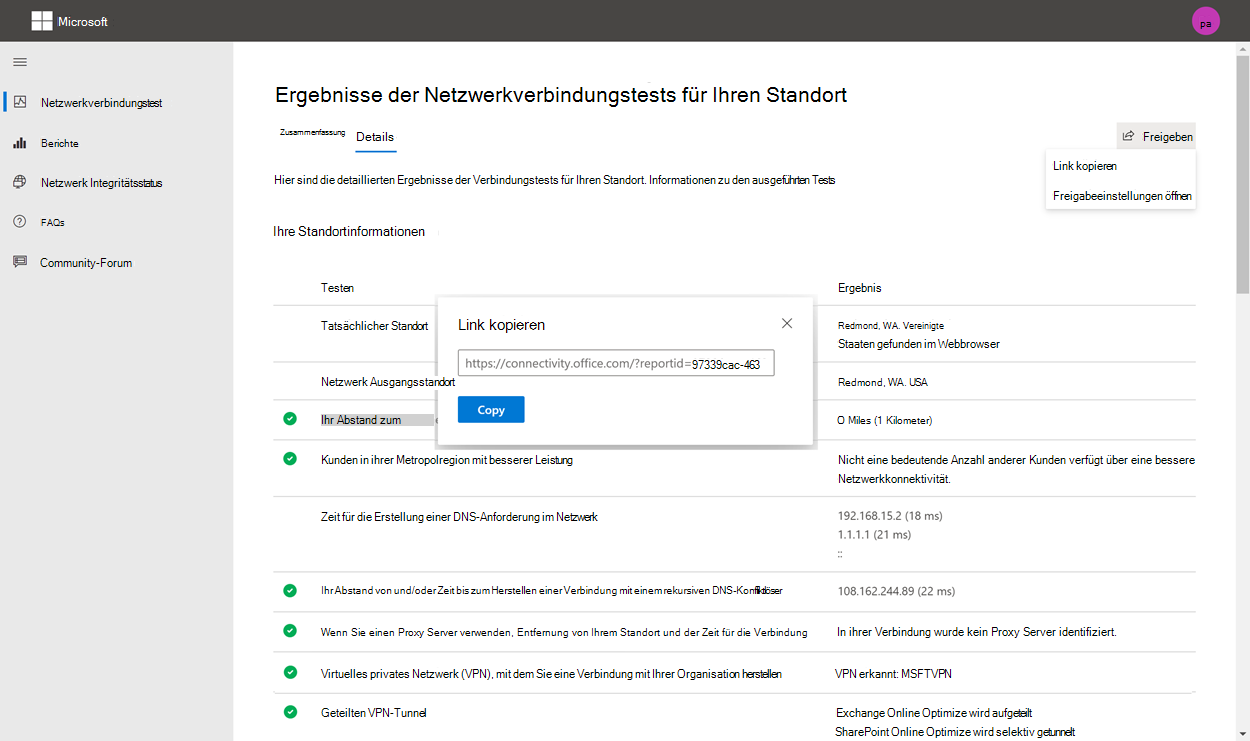 Microsoft
pa
Netzwerkverbindungstest
Berichte
Netzwerk Integritätsstatus
FAQs
Community-Forum
Ergebnisse der Netzwerkverbindungstests für Ihren Standort
Zusammenfassung
Details
Freigeben
Link kopieren
Freigabeeinstellungen öffnen
Hier sind die detaillierten Ergebnisse der Verbindungstests für Ihren Standort. Informationen zu den ausgeführten Tests
Ihre Standortinformationen
Testen
Ergebnis
Tatsächlicher Standort
Redmond, WA. Vereinigte
Staaten gefunden im Webbrowser
Netzwerk Ausgangsstandort
Redmond, WA. USA
Link kopieren
https://connectivity.office.com/?reportid=97339cac-463
Copy
Ihr Abstand zum
0 Miles (1 Kilometer)
Kunden in ihrer Metropolregion mit besserer Leistung
Nicht eine bedeutende Anzahl anderer Kunden verfügt über eine bessere
Netzwerkkonnektivität.
Zeit für die Erstellung einer DNS-Anforderung im Netzwerk
192.168.15.2 (18 ms)
1.1.1.1 (21 ms)
::
Ihr Abstand von und/oder Zeit bis zum Herstellen einer Verbindung mit einem rekursiven DNS-Konfliktlöser
108.162.244.89 (22 ms)
Wenn Sie einen Proxy Server verwenden, Entfernung von Ihrem Standort und der Zeit für die Verbindung
In ihrer Verbindung wurde kein Proxy Server identifiziert.
Virtuelles privates Netzwerk (VPN), mit dem Sie eine Verbindung mit Ihrer Organisation herstellen
VPN erkannt: MSFTVPN
Geteilten VPN-Tunnel
Exchange Online Optimize wird aufgeteilt
SharePoint Online Optimize wird selektiv getunnelt